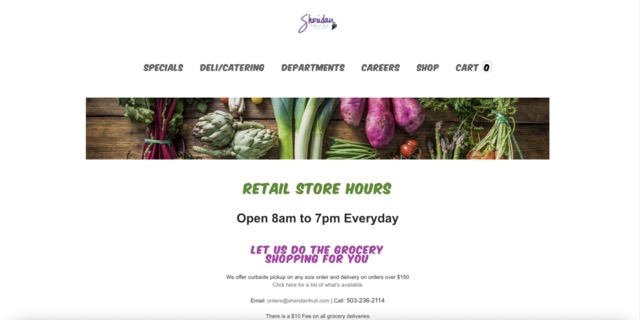 Sheridan
SPECIALS DELI/CATERING DEPARTMENTS CAREERS SHOP CART 0
RETAIL STORE HOURS
Open 8am to 7pm Everyday
LET US DO THE GROCERY
SHOPPING FOR YOU
We offer curbside pickup on any size order and delivery on orders over $150
Click here for a list of what's available
Email: orders@sheridanfruit.com | Call: 503-236-2114
There is a $10 Fee on all grocery deliveries